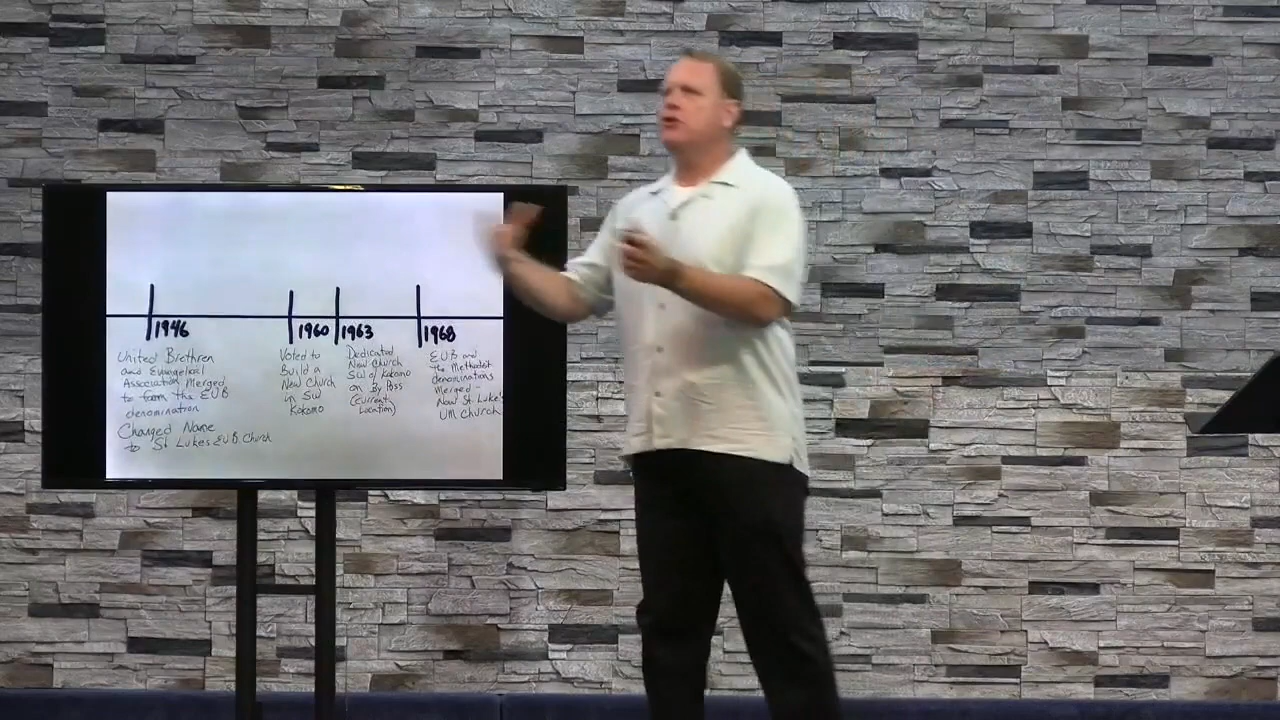 1946
United Brethren
and Evangelical
Association Merged
to form the EUB
denomination
Changed Name
to St Lukes EUB Church
1960
Voted to
Build a
New Church
in SW
Kokomo
1963
Dedicated
New Church
SW of Kokomo
on By Pass
(current
Location)
1968
EUB and
The Methodist
denominations
Merged -
Now St Luke's
UM Church